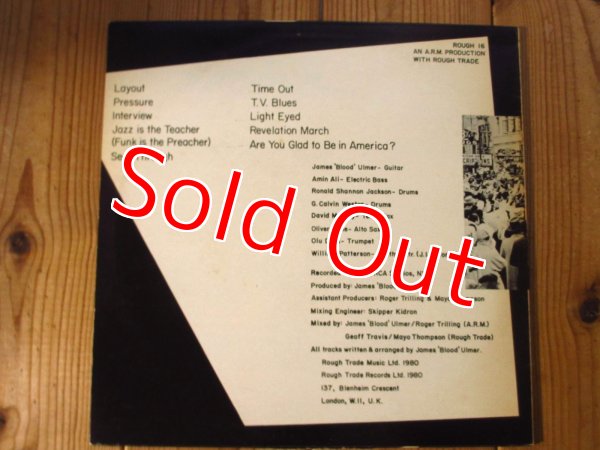 ROUGH 16
AN A.R.M. PRODUCTION
WITH ROUGH TRADE
Layout
Pressure
Interview
Jazz is the Teacher
(Funk is the Preacher)
Time Out
T.V. Blues
Light Eyed
Revelation March
Are You Glad to Be in America?
James 'Blood' Ulmer - Guitar
Amin Ali - Electric Bass
Ronald Shannon Jackson - Drums
G. Calvin - Drums
David
Oliver - Alto Sax
Olu - Trumpet
Patterson -
Recorded
Produced by: James 'Blood'
Assistant Producers: Roger Trilling &
Mixing Engineer: Skipper Kidron
Mixed by: James 'Blood' Ulmer/Roger Trilling (A.R.M.)
Geoff Travis/Mayo Thompson (Rough Trade)
All tracks written & arranged by James 'Blood' Ulmer.
Rough Trade Music Ltd. 1980
Rough Trade Records Ltd. 1980
137, Blenheim Crescent
London, W.11, U.K.
Sold Out